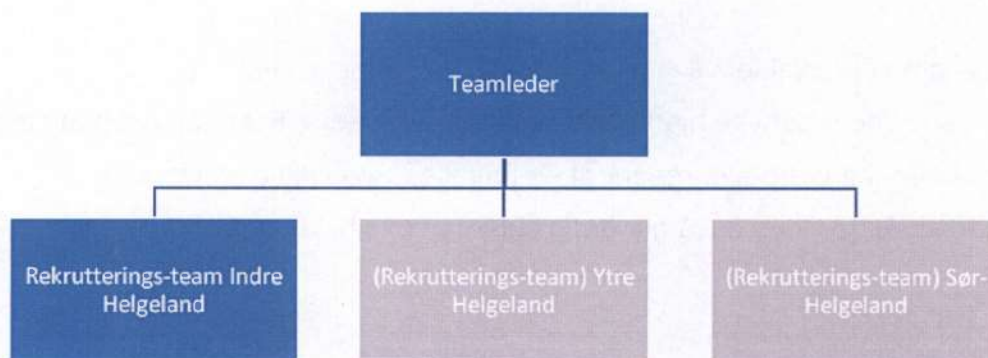 Teamleder
Rekrutterings-team Indre
Helgeland
(Rekrutterings-team) Ytre
Helgeland
(Rekrutterings-team) Sør-
Helgeland